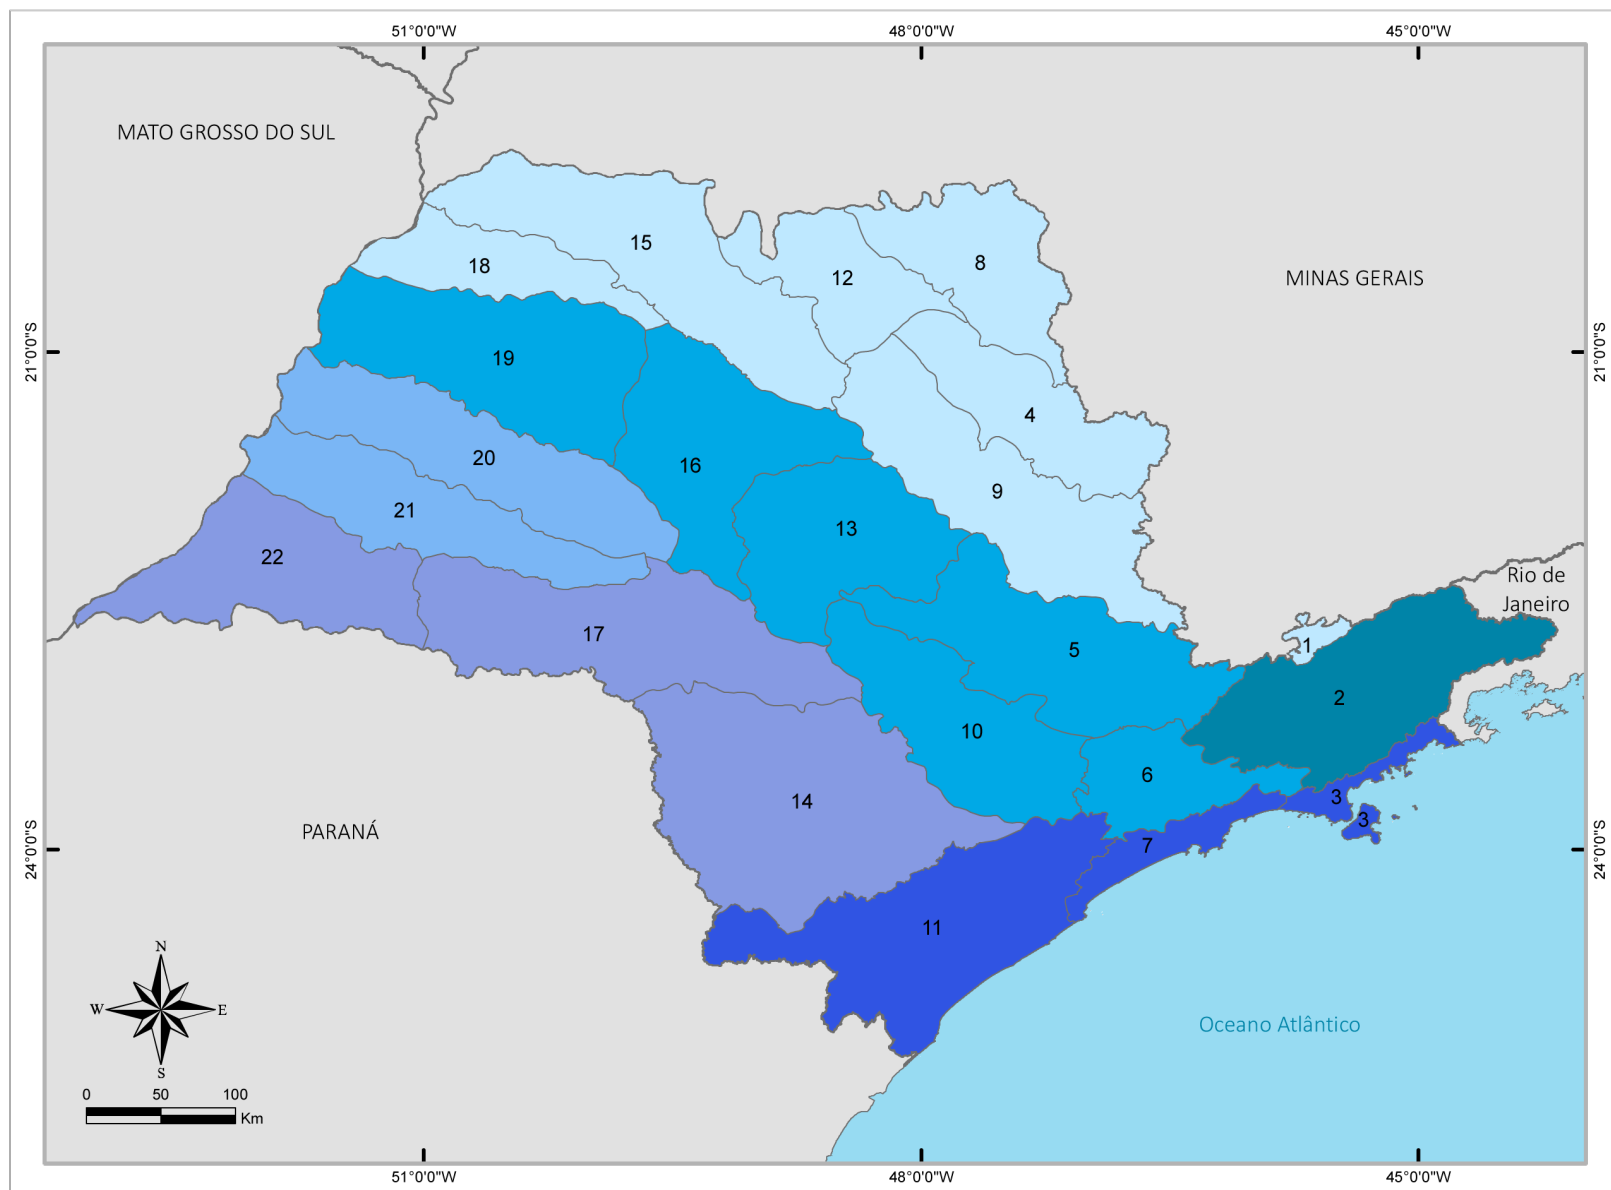 51°0'0"W 48°0'0"W 45°0'0"W
MATO GROSSO DO SUL
MINAS GERAIS
15
8
18
12
21°0'0"S
21°0'0"S
19
4
20
16
9
21
13
22
Rio de
Janeiro
17
5
1
2
10
6
14
3
3
PARANÁ
7
24°0'0"S
24°0'0"S
11
N
W E
S
Oceano Atlântico
0 50 100
Km
51°0'0"W 48°0'0"W 45°0'0"W